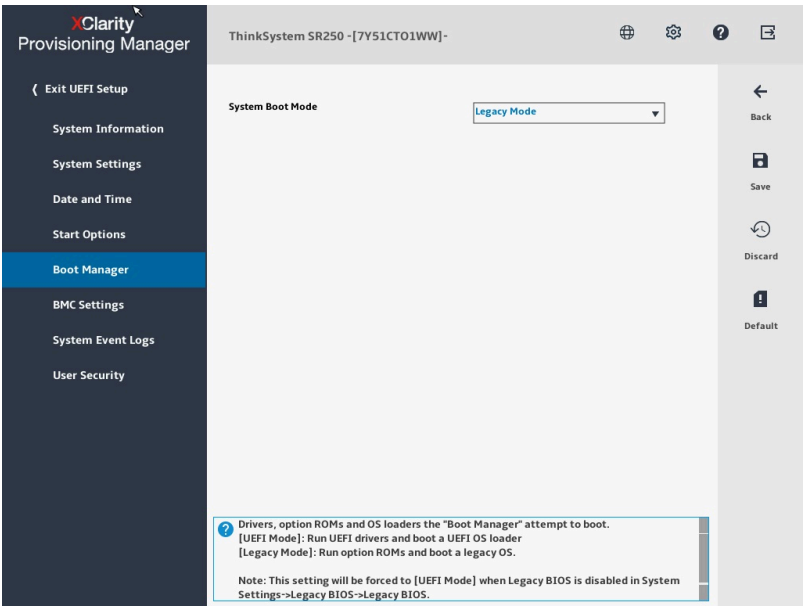 XClarity
Provisioning Manager
ThinkSystem SR250 -[7Y51CTO1WW]-
❬ Exit UEFI Setup
System Information
System Settings
Date and Time
Start Options
Boot Manager
BMC Settings
System Event Logs
User Security
System Boot Mode
Legacy Mode
Back
Save
Discard
Default
Drivers, option ROMs and OS loaders the "Boot Manager" attempt to boot.
[UEFI Mode]: Run UEFI drivers and boot a UEFI OS loader
[Legacy Mode]: Run option ROMs and boot a legacy OS.
Note: This setting will be forced to [UEFI Mode] when Legacy BIOS is disabled in System
Settings->Legacy BIOS->Legacy BIOS.